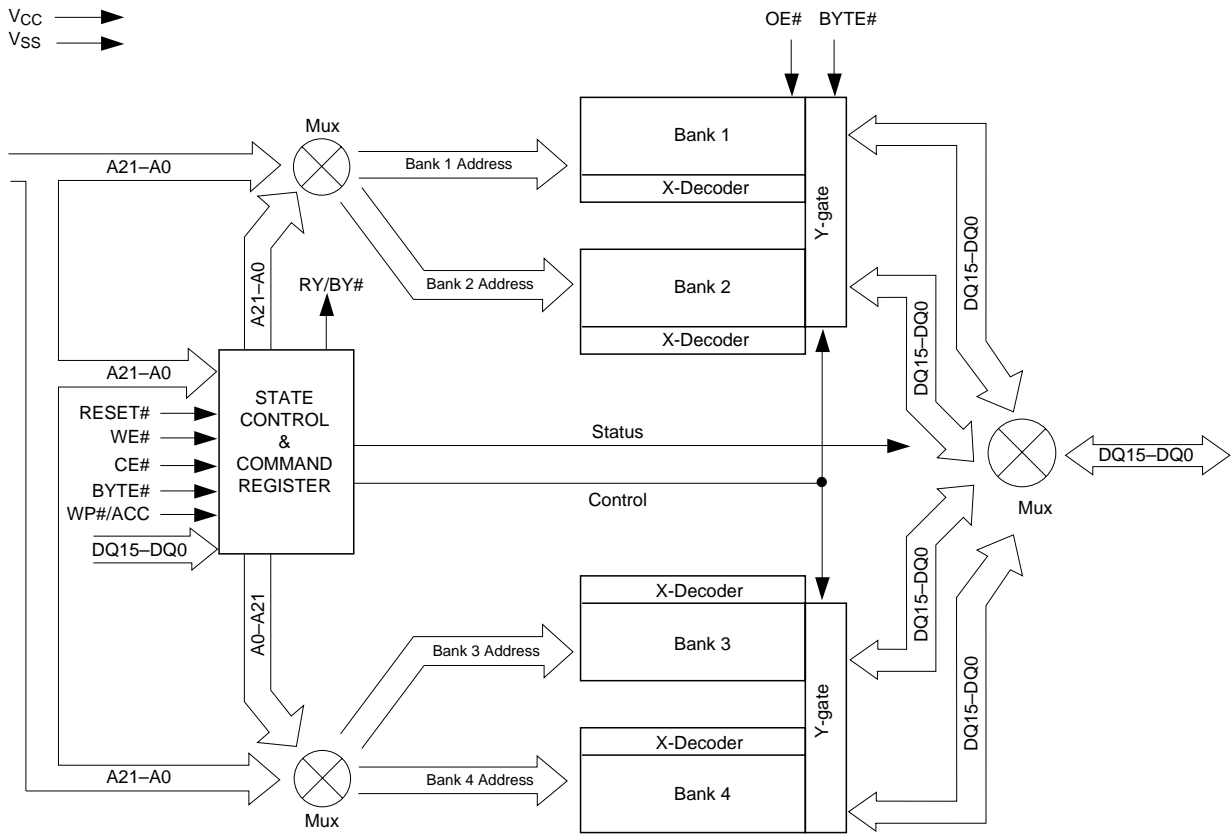 VCC
VSS
OE# BYTE#
Mux
A21–A0
Bank 1 Address
Bank 1
X-Decoder
Y-gate
DQ15–DQ0
A21–A0
RY/BY#
Bank 2 Address
Bank 2
X-Decoder
DQ15–DQ0
A21–A0
STATE
CONTROL
&
COMMAND
REGISTER
RESET#
WE#
CE#
BYTE#
WP#/ACC
DQ15–DQ0
Status
Control
DQ15–DQ0
Mux
A0–A21
Bank 3 Address
X-Decoder
Bank 3
Y-gate
DQ15–DQ0
DQ15–DQ0
A21–A0
Mux
Bank 4 Address
X-Decoder
Bank 4